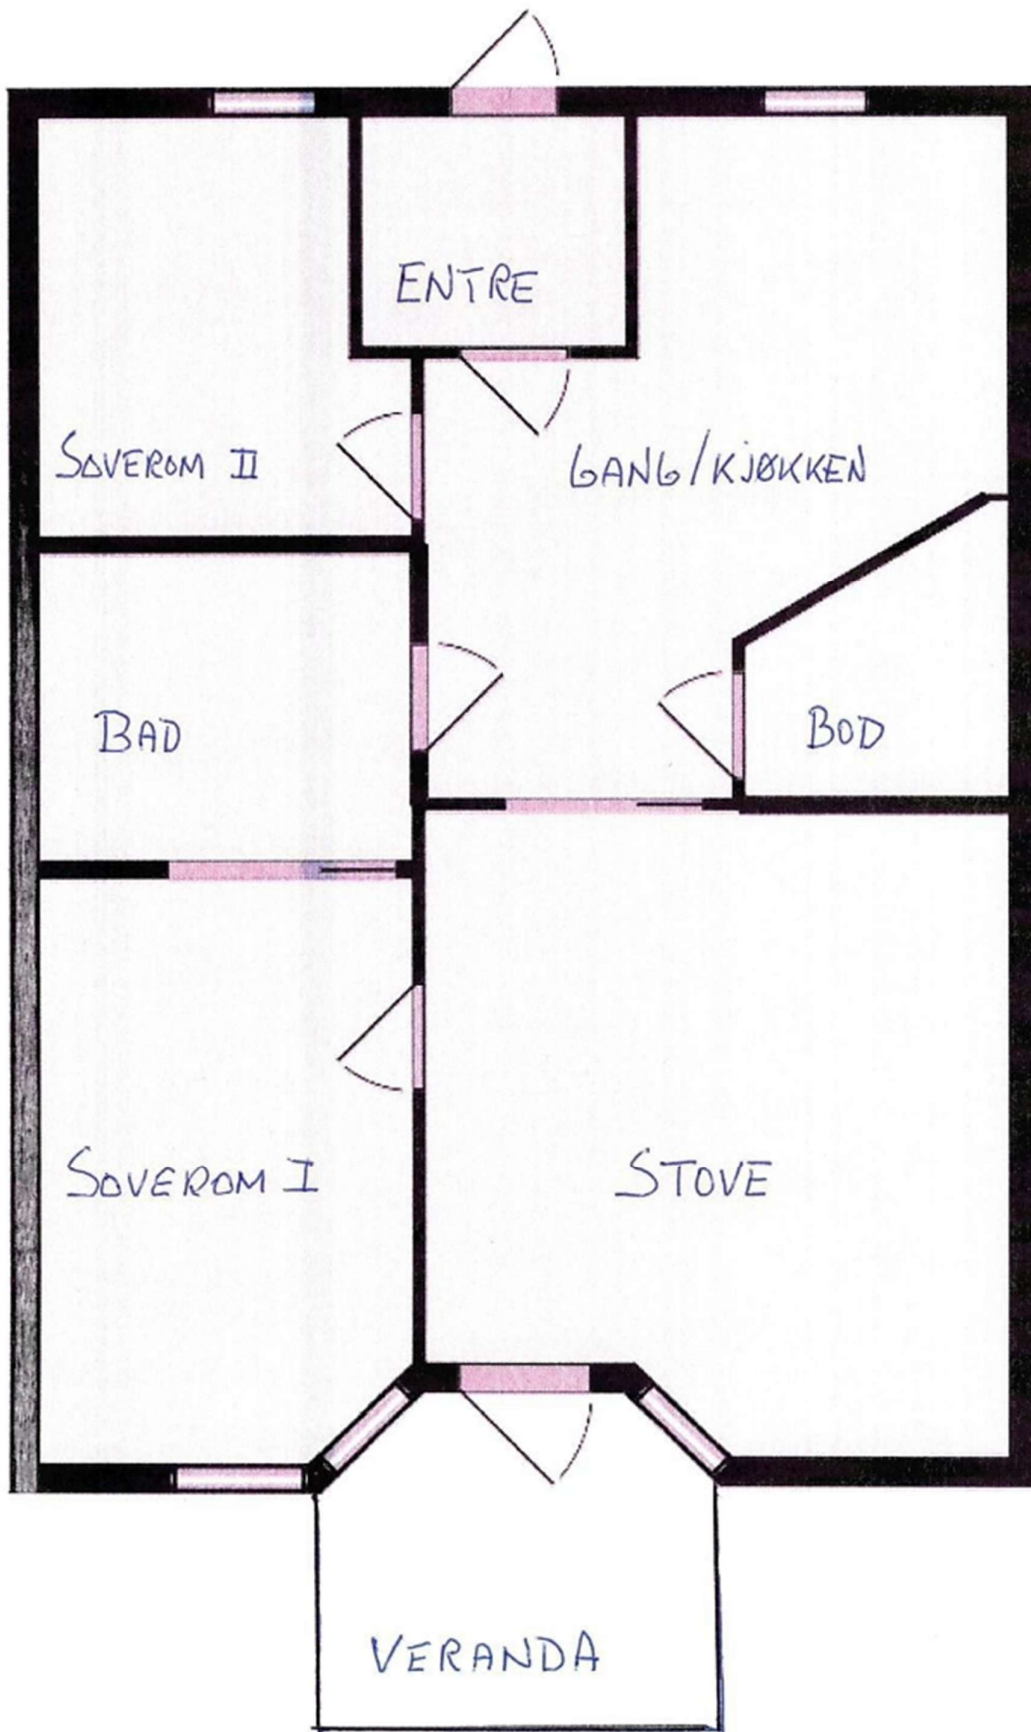 ENTRE
SOVEROM II
GANG/KJØKKEN
BAD
BOD
SOVEROM I
STOVE
VERANDA